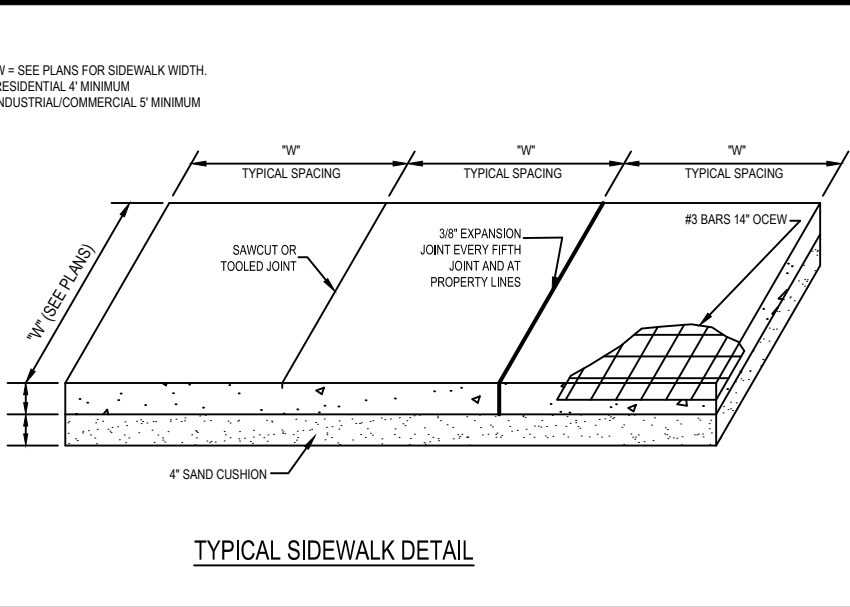 W = SEE PLANS FOR SIDEWALK WIDTH.
RESIDENTIAL 4' MINIMUM
INDUSTRIAL/COMMERCIAL 5' MINIMUM
"W"
TYPICAL SPACING
"W"
TYPICAL SPACING
"W"
TYPICAL SPACING
"W" (SEE PLANS)
SAWCUT OR
TOOLED JOINT
3/8" EXPANSION
JOINT EVERY FIFTH
JOINT AND AT
PROPERTY LINES
#3 BARS 14" OCEW
4" SAND CUSHION
TYPICAL SIDEWALK DETAIL